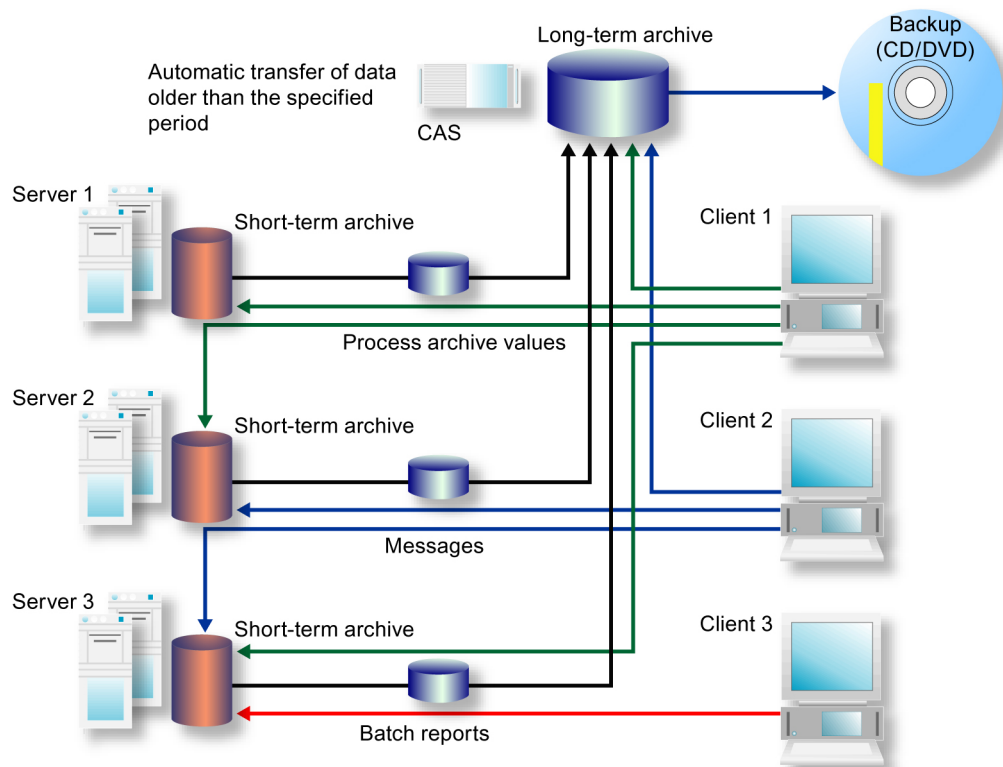 Long-term archive
Backup
(CD/DVD)
Automatic transfer of data
older than the specified
period
CAS
Server 1
Short-term archive
Client 1
Process archive values
Server 2
Short-term archive
Client 2
Messages
Server 3
Short-term archive
Client 3
Batch reports